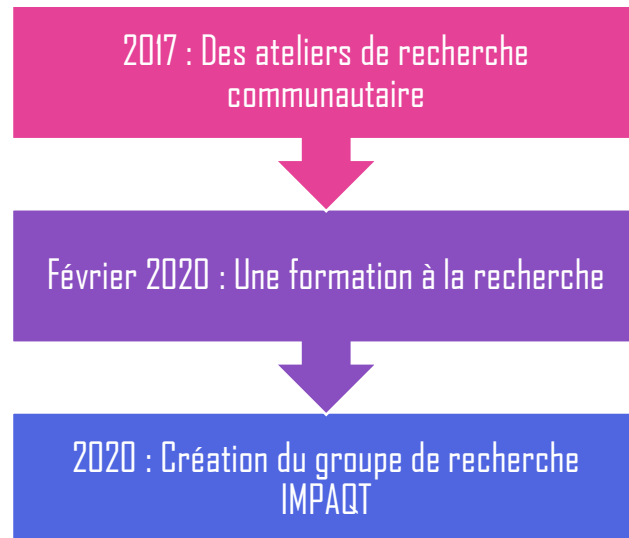 2017 : Des ateliers de recherche
communautaire
Février 2020 : Une formation à la recherche
2020 : Création du groupe de recherche
IMPAQT